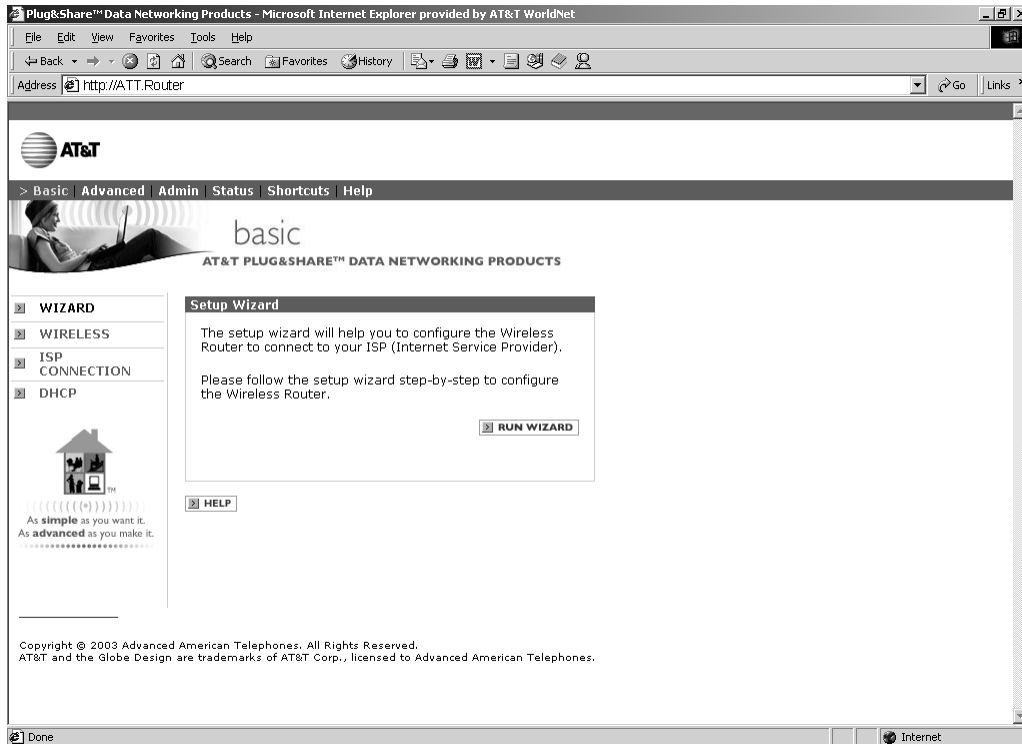 Plug&Share™ Data Networking Products - Microsoft Internet Explorer provided by AT&T WorldNet
File Edit View Favorites Tools Help
Back Search Favorites History
Address http://ATT.Router Go Links
AT&T
> Basic | Advanced | Admin | Status | Shortcuts | Help
basic
AT&T PLUG&SHARE™ DATA NETWORKING PRODUCTS
WIZARD
WIRELESS
ISP
CONNECTION
DHCP
TM
As simple as you want it.
As advanced as you make it.
Setup Wizard
The setup wizard will help you to configure the Wireless
Router to connect to your ISP (Internet Service Provider).
Please follow the setup wizard step-by-step to configure
the Wireless Router.
RUN WIZARD
HELP
Copyright © 2003 Advanced American Telephones. All Rights Reserved.
AT&T and the Globe Design are trademarks of AT&T Corp., licensed to Advanced American Telephones.
Done Internet